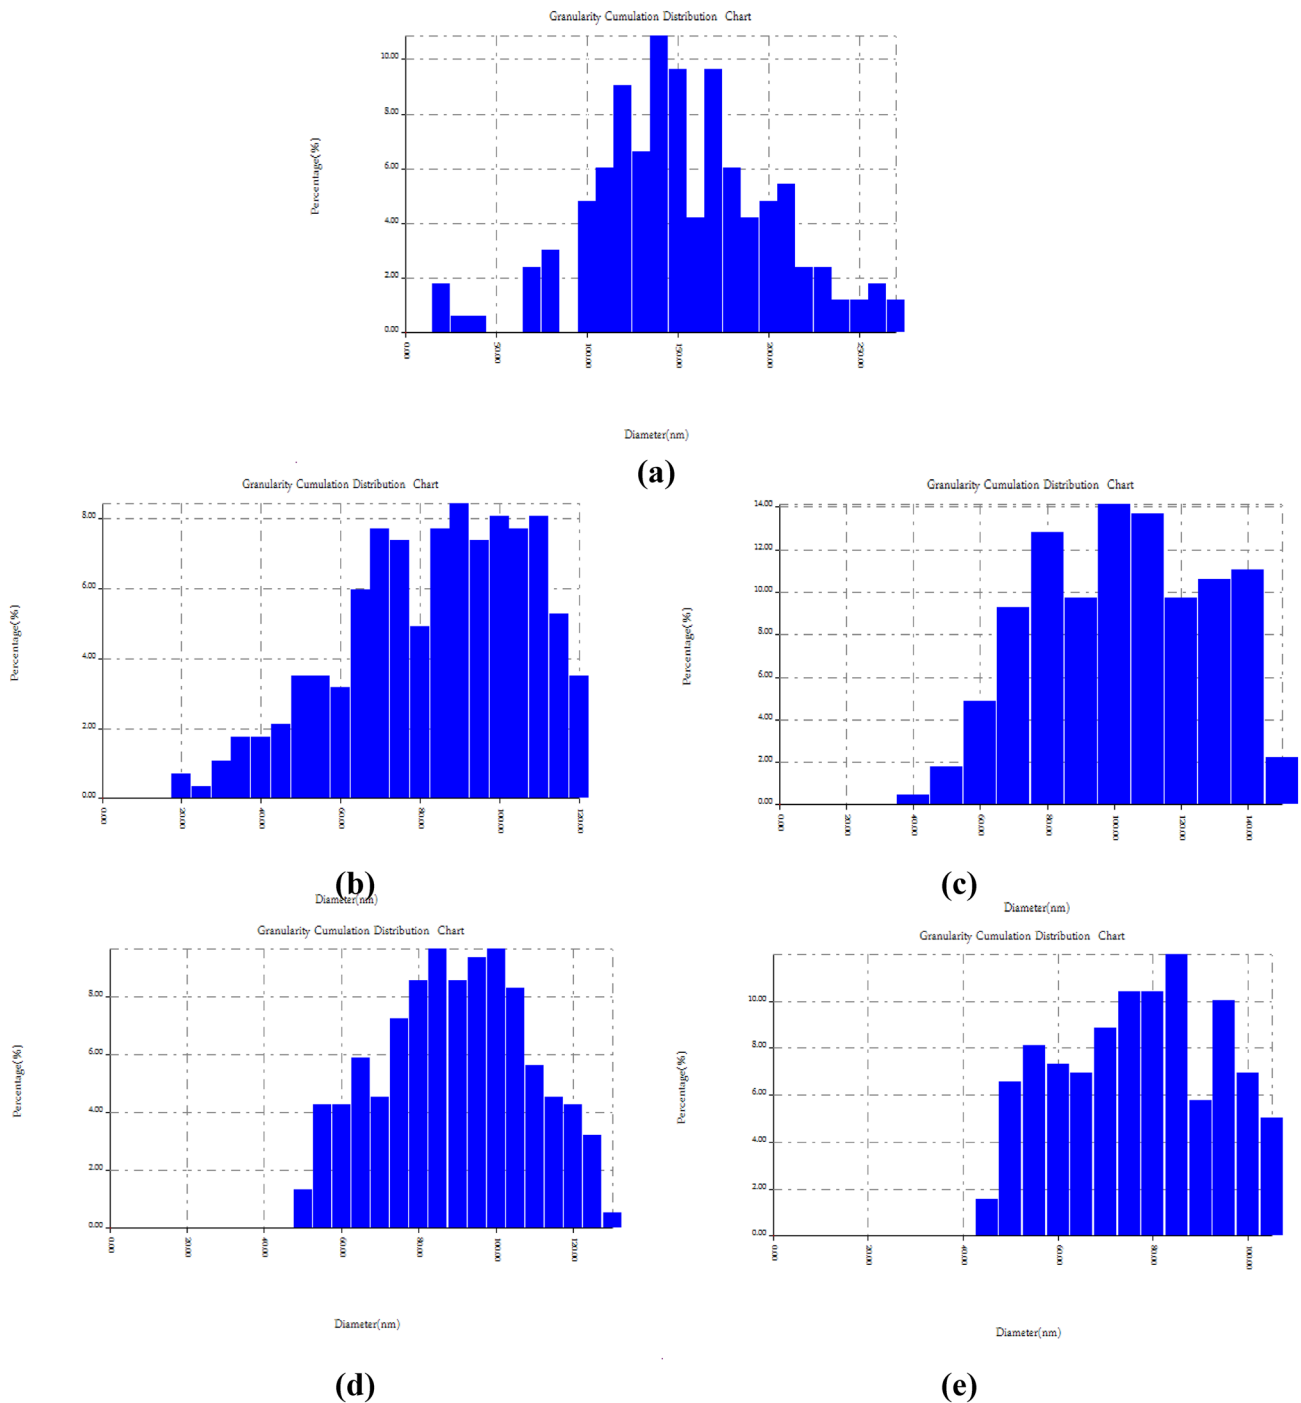 Granularity Cumulation Distribution Chart
Percentage(%)
10.00
8.00
6.00
4.00
2.00
0.00
0.00 50.00 100.00 150.00 200.00 250.00
Diameter(nm)
(a)
Granularity Cumulation Distribution Chart
Percentage(%)
8.00
6.00
4.00
2.00
0.00
0.00 20.00 40.00 60.00 80.00 100.00 120.00
(b)
Diameter(nm)
Granularity Cumulation Distribution Chart
Percentage(%)
14.00
12.00
10.00
8.00
6.00
4.00
2.00
0.00
0.00 20.00 40.00 60.00 80.00 100.00 120.00 140.00
(c)
Diameter(nm)
Granularity Cumulation Distribution Chart
Percentage(%)
8.00
6.00
4.00
2.00
0.00
0.00 20.00 40.00 60.00 80.00 100.00 120.00
Diameter(nm)
(d)
Granularity Cumulation Distribution Chart
Percentage(%)
10.00
8.00
6.00
4.00
2.00
0.00
0.00 20.00 40.00 60.00 80.00 100.00
Diameter(nm)
(e)